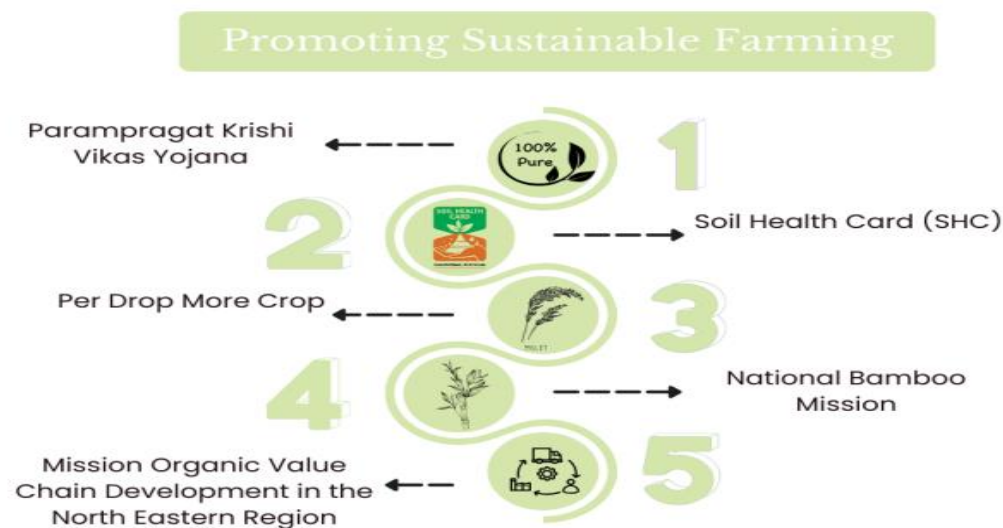 Promoting Sustainable Farming
Parampragat Krishi
Vikas Yojana
100%
Pure
1
2
SOIL HEALTH
CARD
Soil Health Card (SHC)
Per Drop More Crop
MILLET
3
4
National Bamboo
Mission
Mission Organic Value
Chain Development in the
North Eastern Region
5